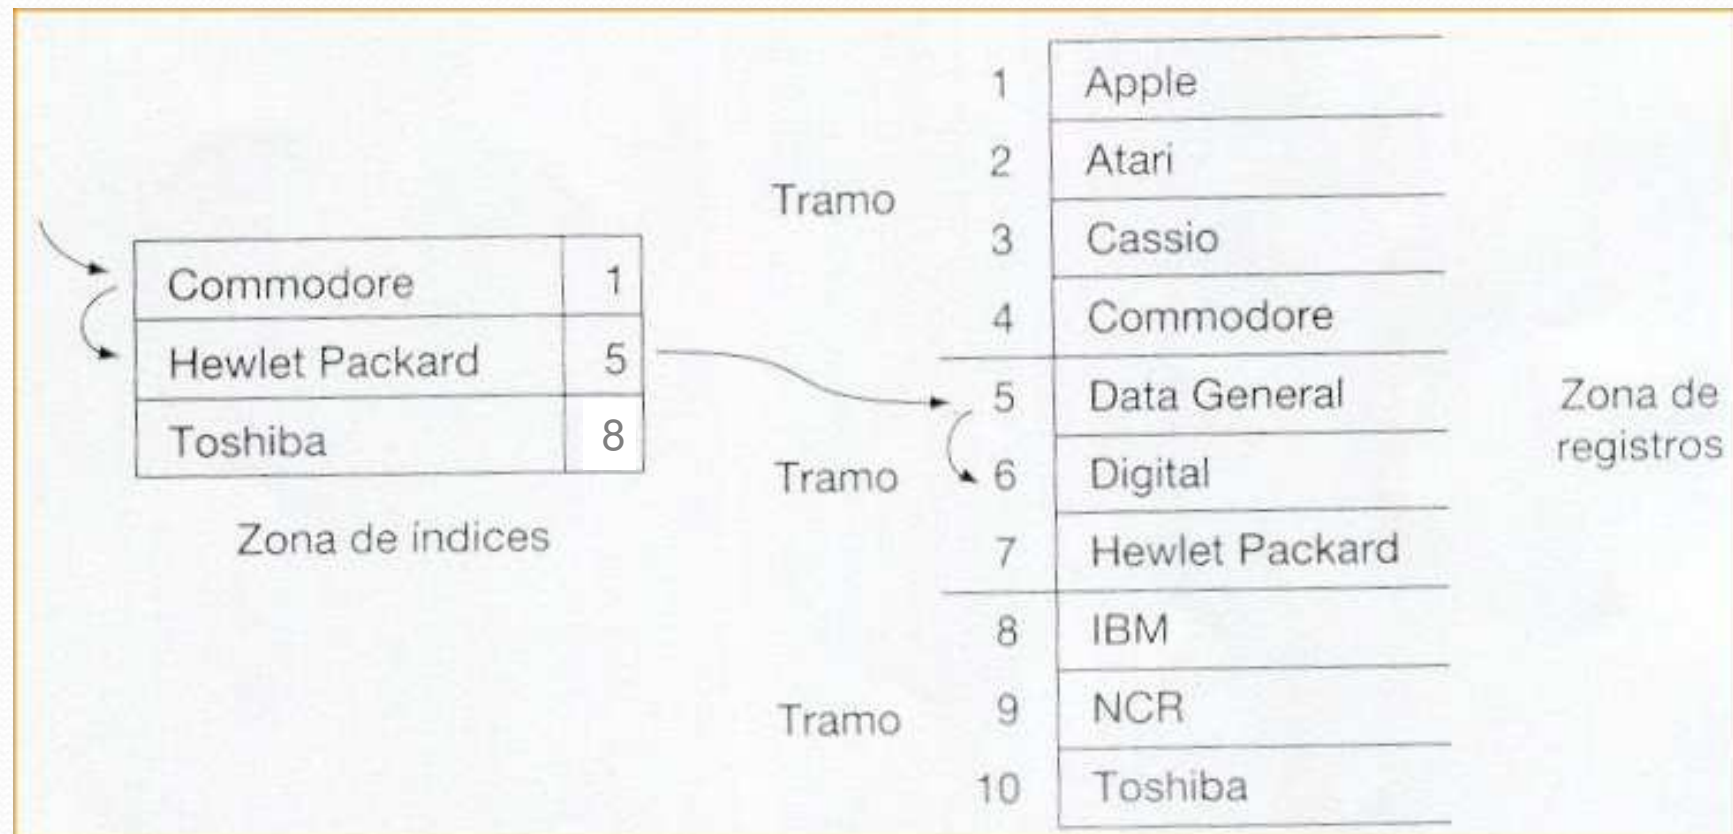 Commodore 1
Hewlet Packard 5
Toshiba 8
Zona de índices
Tramo
Tramo
Tramo
1 Apple
2 Atari
3 Cassio
4 Commodore
5 Data General
6 Digital
7 Hewlet Packard
8 IBM
9 NCR
10 Toshiba
Zona de
registros